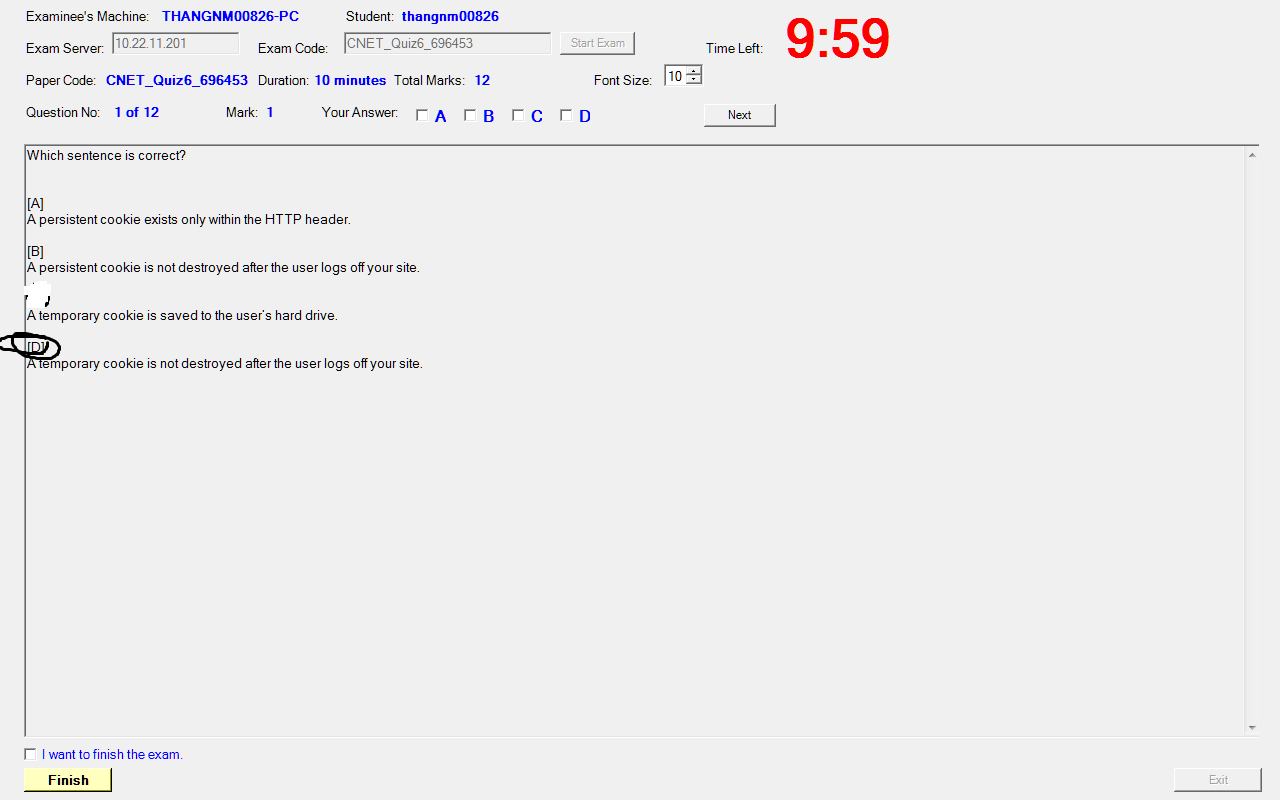 Examinee's Machine: THANGNM00826-PC Student: thangnm00826
Exam Server: 10.22.11.201 Exam Code: CNET_Quiz6_696453 Start Exam Time Left: 9:59
Paper Code: CNET_Quiz6_696453 Duration: 10 minutes Total Marks: 12 Font Size: 10
Question No: 1 of 12 Mark: 1 Your Answer: A B C D Next
Which sentence is correct?
[A]
A persistent cookie exists only within the HTTP header.
[B]
A persistent cookie is not destroyed after the user logs off your site.
A temporary cookie is saved to the user's hard drive.
[D]
A temporary cookie is not destroyed after the user logs off your site.
I want to finish the exam.
Finish Exit